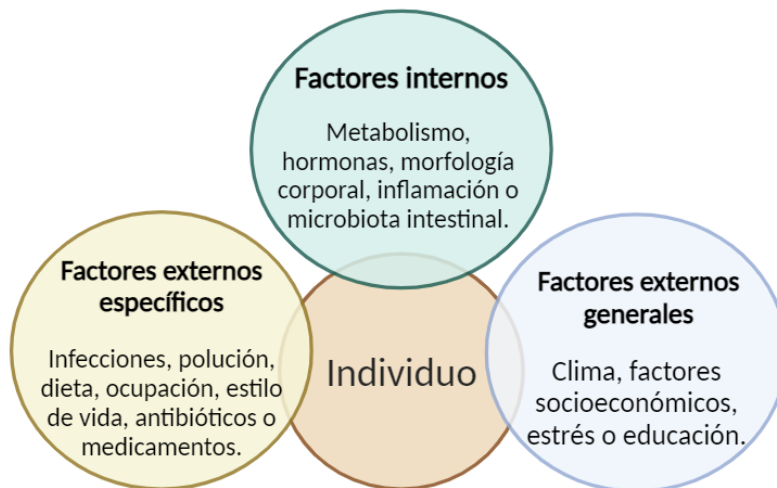 Factores internos
Metabolismo,
hormonas, morfología
corporal, inflamación o
microbiota intestinal.
Factores externos
específicos
Infecciones, polución,
dieta, ocupación, estilo
de vida, antibióticos o
medicamentos.
Individuo
Factores externos
generales
Clima, factores
socioeconómicos,
estrés o educación.